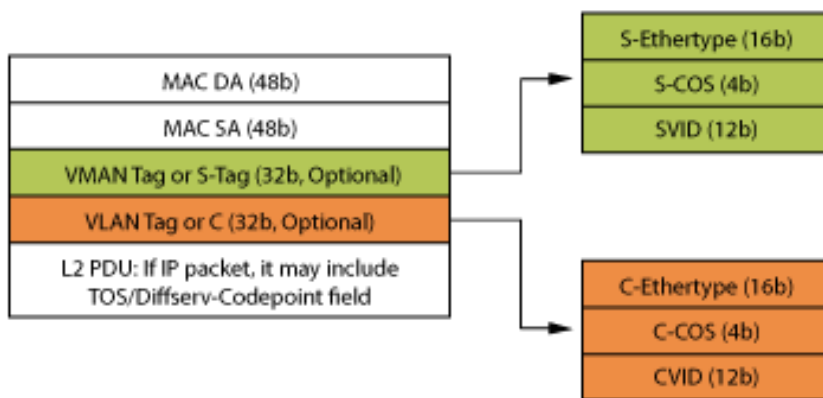 MAC DA (48b)
MAC SA (48b)
VMAN Tag or S-Tag (32b, Optional)
VLAN Tag or C (32b, Optional)
L2 PDU: If IP packet, it may include
TOS/Diffserv-Codepoint field
S-Ethertype (16b)
S-COS (4b)
SVID (12b)
C-Ethertype (16b)
C-COS (4b)
CVID (12b)